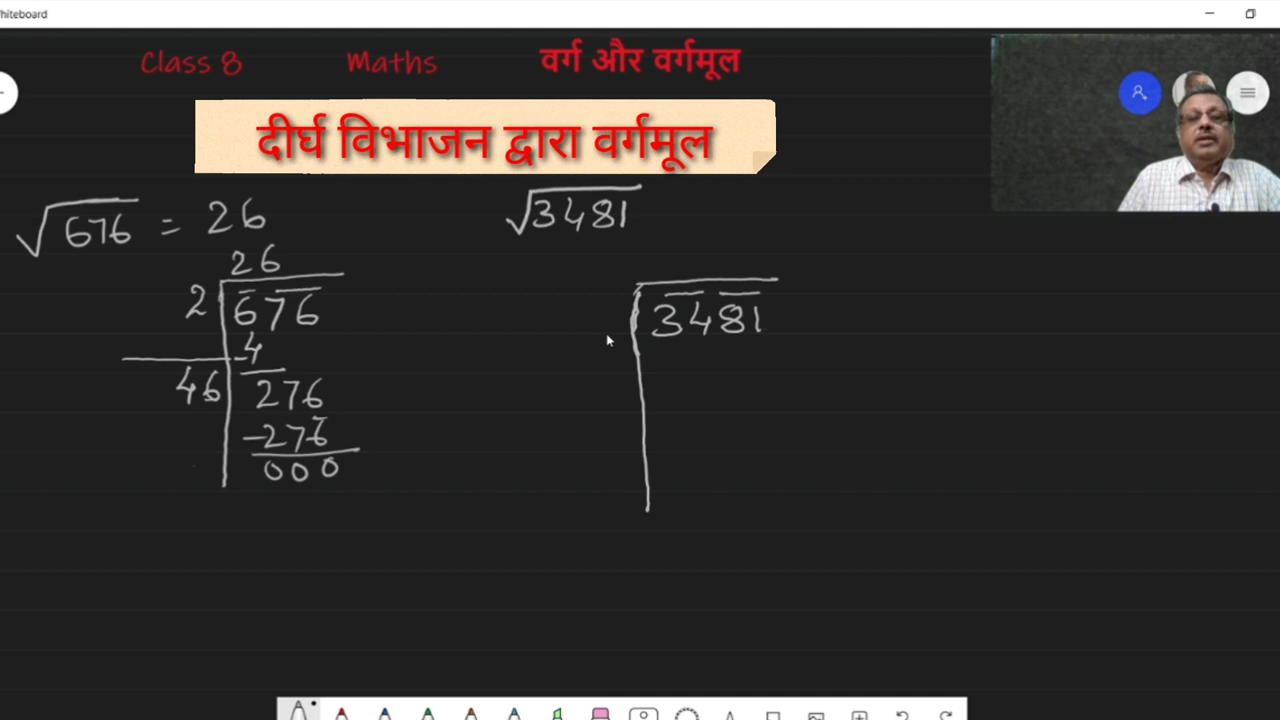 Whiteboard
Class 8 Maths वर्ग और वर्गमूल
दीर्घ विभाजन द्वारा वर्गमूल
√676 = 26
√3481
26
2 676
-4
46 276
-276
000
3481